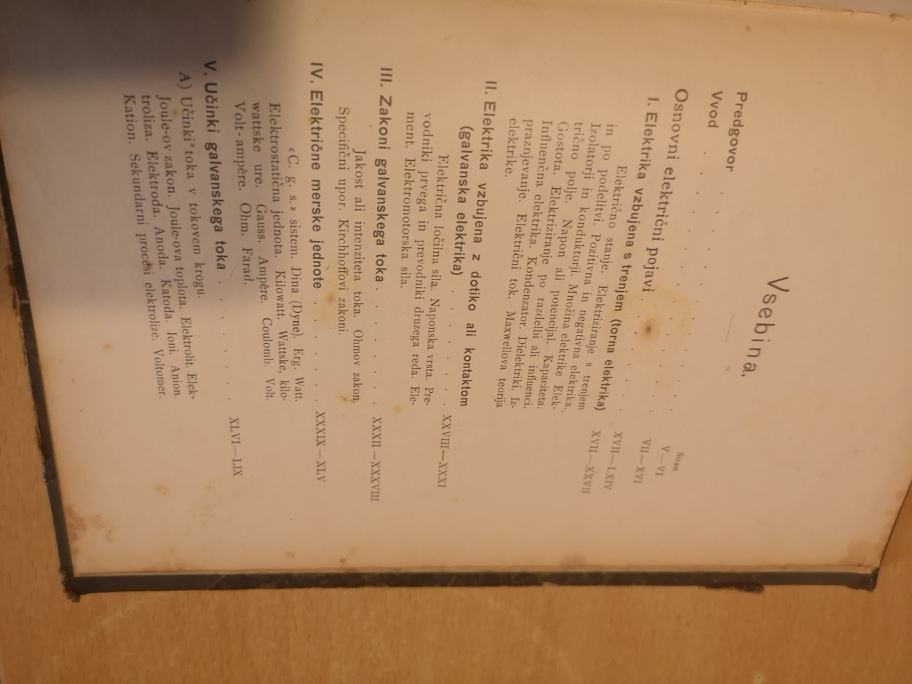 Vsebina.
Stran
Predgovor . . . . . V—VI
Vvod . . . . . VII—XVI
Osnovni električni pojavi . . . . XVII—LXIV
I. Elektrika vzbujena s trenjem (torna elektrika) XVII—XXVII
Električno stanje. Elektriziranje s trenjem
in po podelitvi. Pozitivna in negativna elektrika.
Izolatorji in konduktorji. Množina elektrike. Elek-
trično polje. Napon ali potencijal. Kapaciteta.
Gostota. Elektriziranje po razdelbi ali influenci.
Influenčna elektrika. Kondenzator. Dielektriki. Iz-
praznjevanje. Električni tok. Maxwellova teorija
elektrike.
II. Elektrika vzbujena z dotiko ali kontaktom
(galvanska elektrika) . . . . . XXVIII—XXXI
Električna ločilna sila. Naponska vrsta. Pre-
vodniki prvega in prevodniki druzega reda. Ele-
ment. Elektromotorska sila.
III. Zakoni galvanskega toka . . . . . XXXII—XXXVIII
Jakost ali intenziteta toka. Ohmov zakon.
Specifični upor. Kirchhoffovi zakoni.
IV. Električne merske jednote . . . . . XXXIX—XLV
«C. g. s.» sistem. Dina (Dyne). Erg. Watt.
Elektrostatična jednota. Kilowatt. Wattske, kilo-
wattske ure. Gauss. Ampère. Coulomb. Volt.
Volt-ampère. Ohm. Farad.
V. Učinki galvanskega toka . . . . . XLVI—LIX
A) Učinki toka v tokovem krogu.
Joule-ov zakon. Joule-ova toplota. Elektrolit. Elek-
troliza. Elektroda. Anoda. Katoda. Ioni. Anion.
Kation. Sekundarni procesi elektrolize. Voltometer.